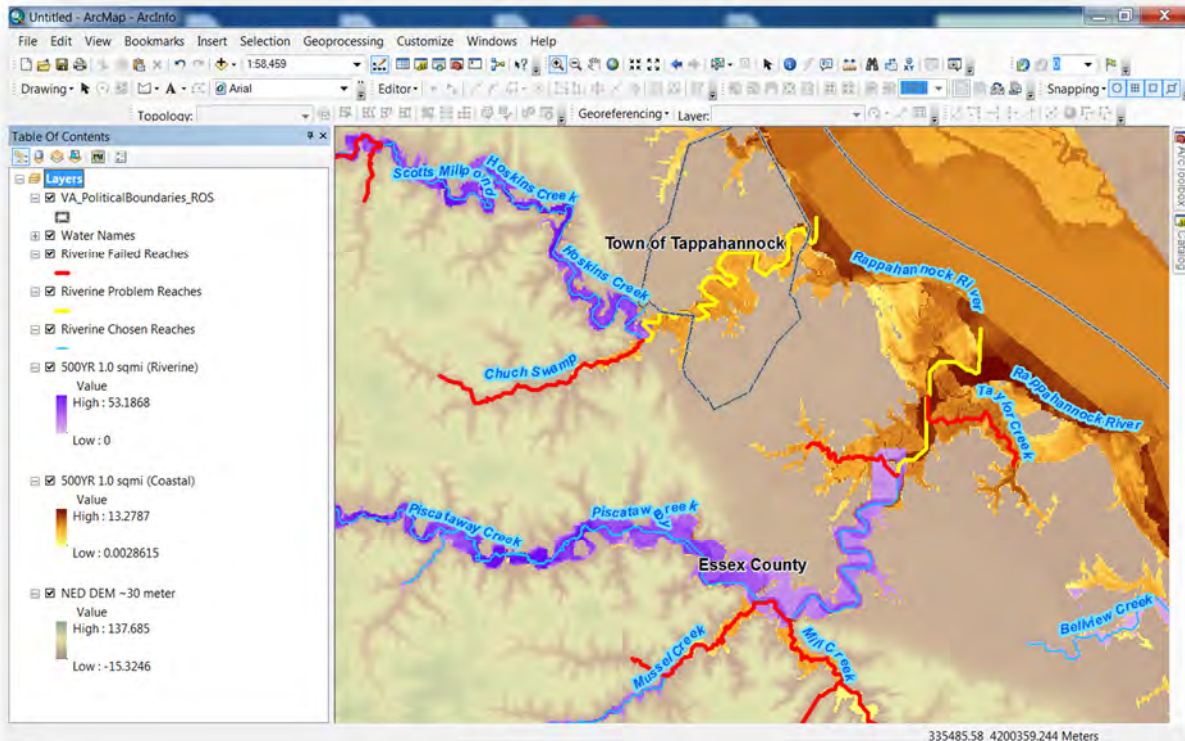 Untitled - ArcMap - ArcInfo
File Edit View Bookmarks Insert Selection Geoprocessing Customize Windows Help
1:58,459
Drawing Arial Editor Snapping
Topology: Georeferencing Layer:
Table Of Contents
Layers
VA_PoliticalBoundaries_ROS
Water Names
Riverine Failed Reaches
Riverine Problem Reaches
Riverine Chosen Reaches
500YR 1.0 sqmi (Riverine)
Value
High : 53.1868
Low : 0
500YR 1.0 sqmi (Coastal)
Value
High : 13.2787
Low : 0.0028615
NED DEM ~30 meter
Value
High : 137.685
Low : -15.3246
Scotts Millpond
Hoskins Creek
Hoskins Creek
Town of Tappahannock
Rappahannock River
Chuch Swamp
Taylor Creek
Rappahannock River
Piscataway Creek
Piscataway Creek
Essex County
Bellview Creek
Mussel Creek
Mill Creek
ArcToolbox
Catalog
335485.58 4200359.244 Meters